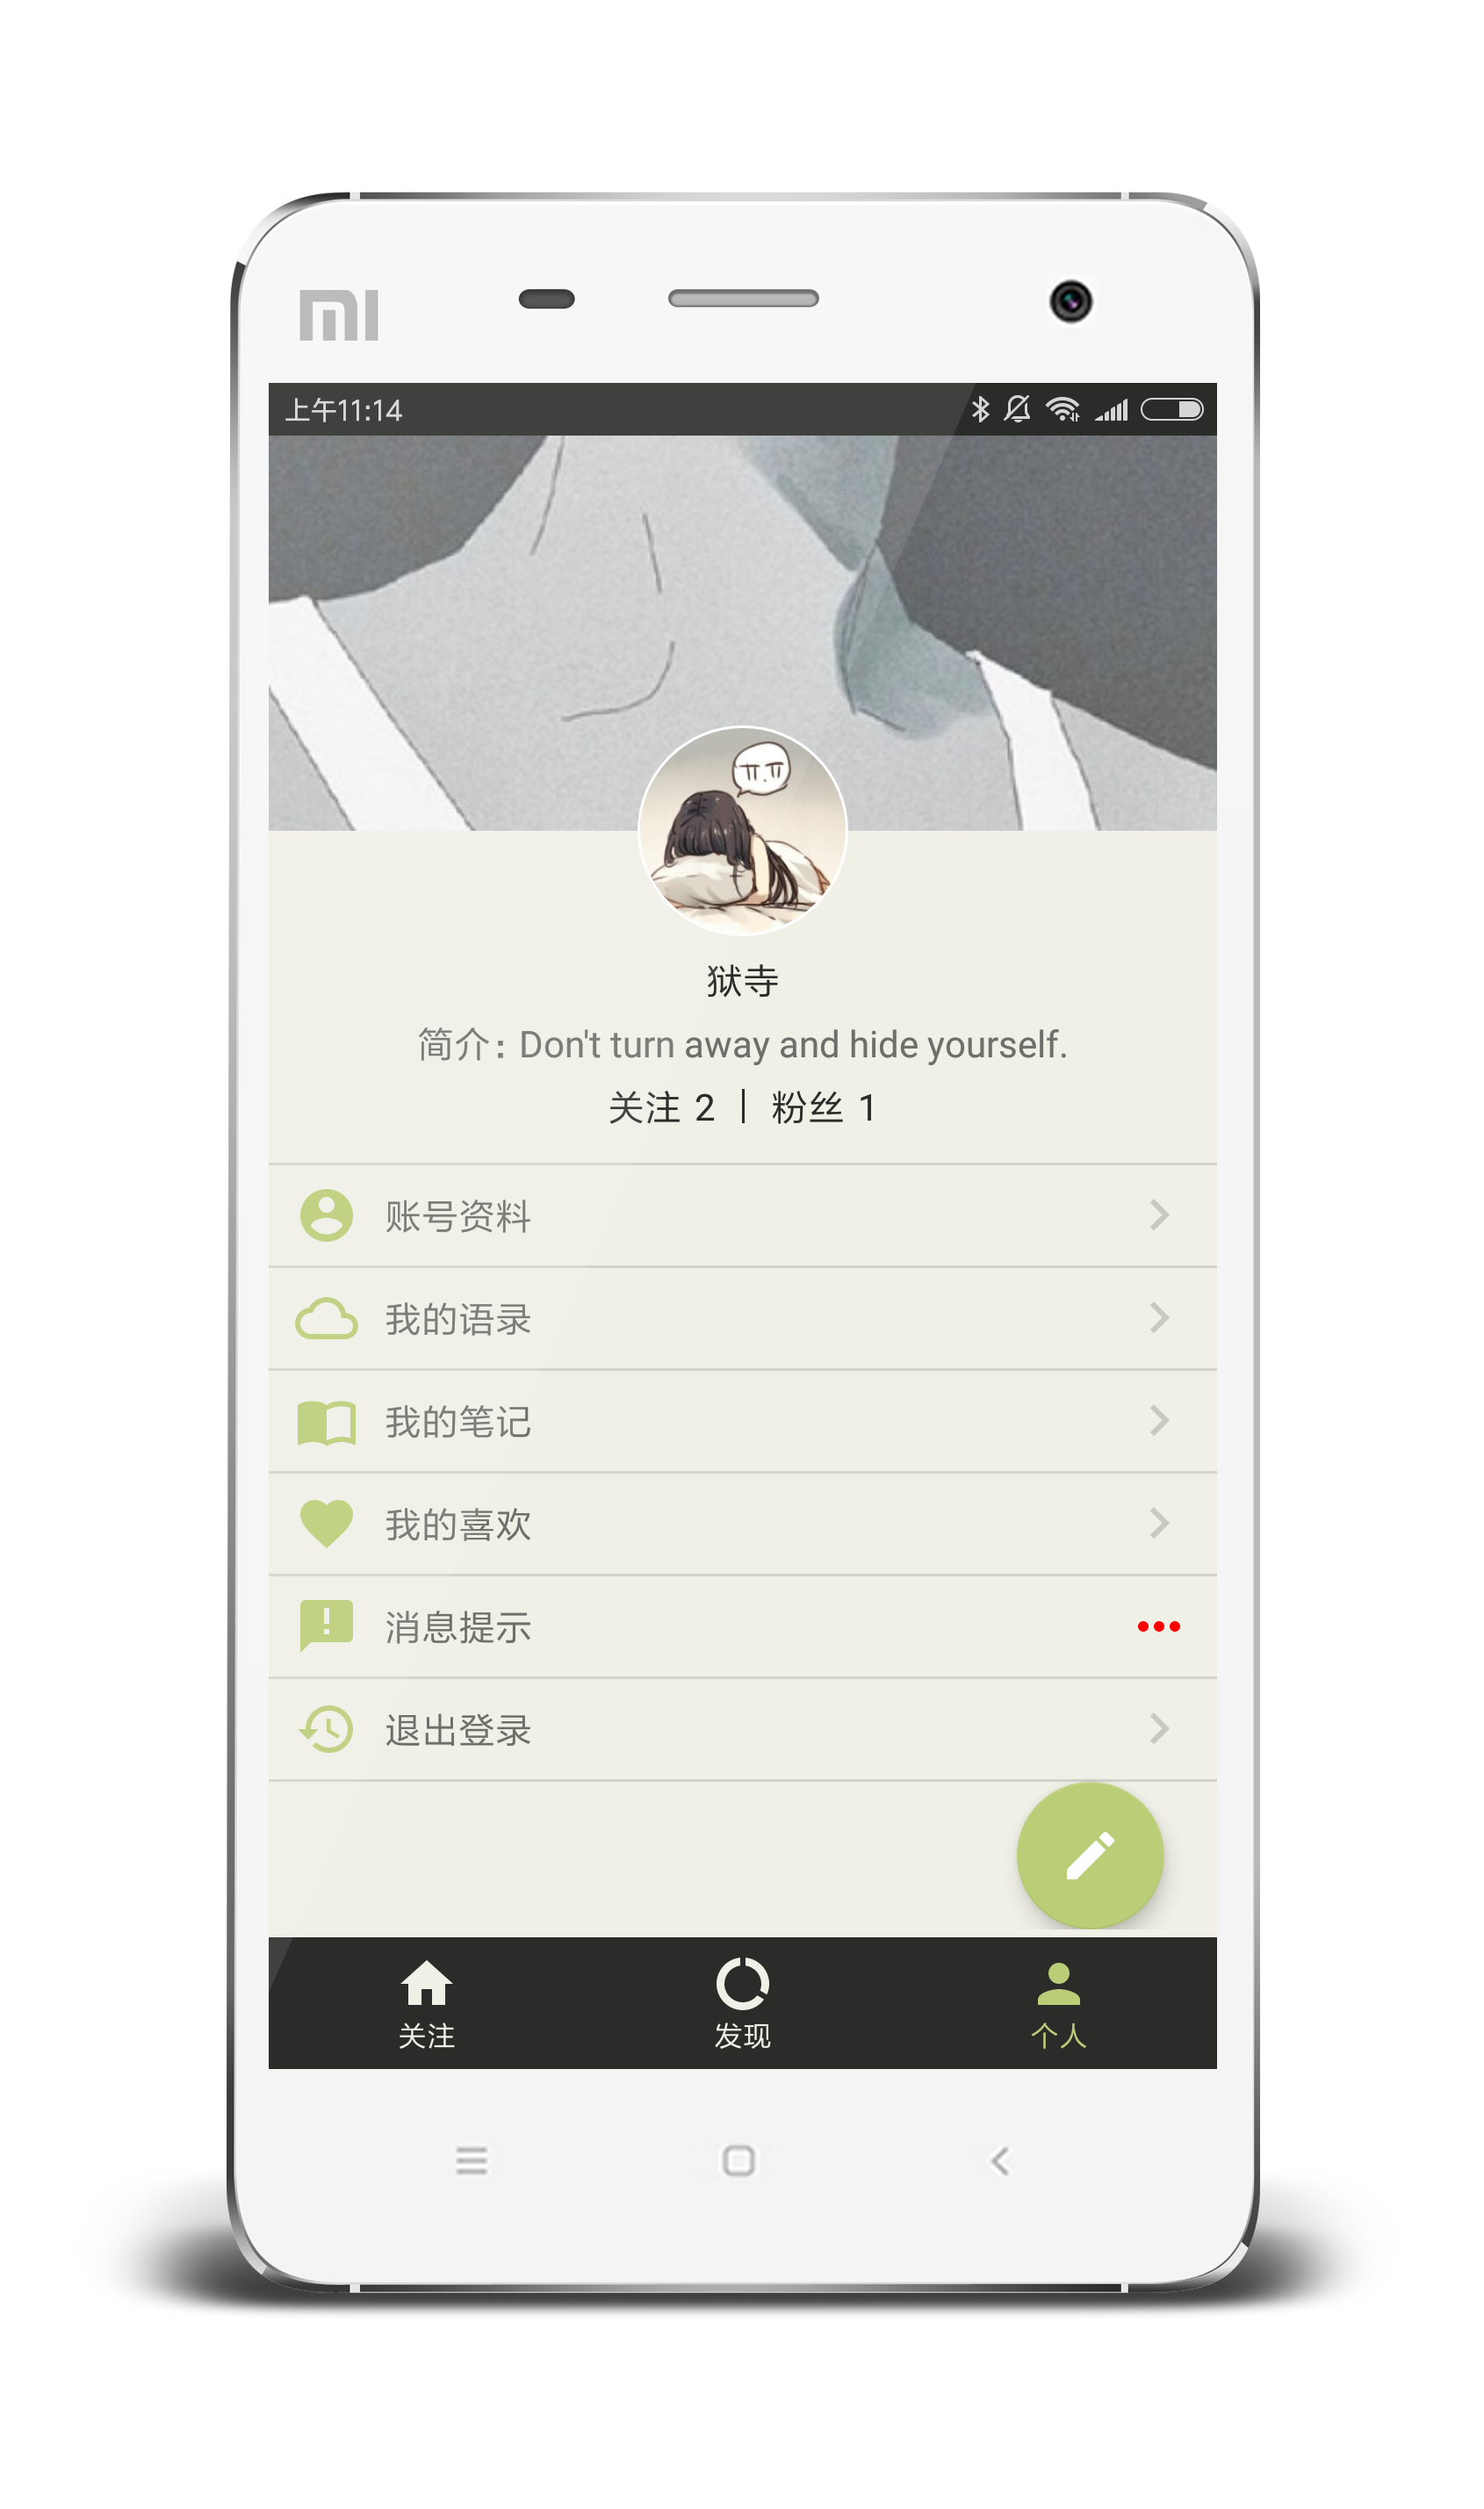 mi
上午11:14
狱寺
简介: Don't turn away and hide yourself.
关注 2 | 粉丝 1
账号资料
我的语录
我的笔记
我的喜欢
消息提示
退出登录
关注
发现
个人